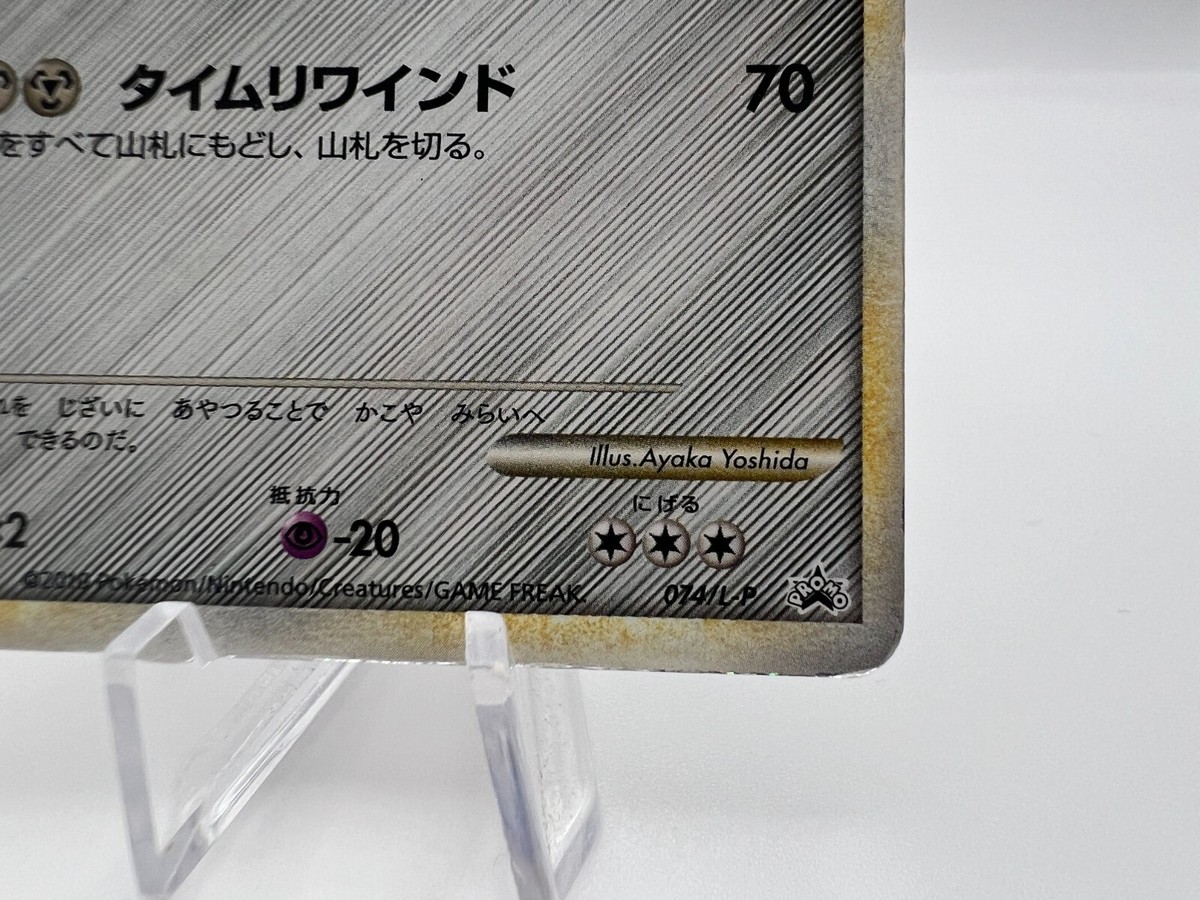 タイムリワインド 70
をすべて山札にもどし、山札を切る。
を じざいに あやつることで かこや みらいへ
できるのだ。
Illus.Ayaka Yoshida
抵抗力 にげる
×2 -20
©2010 Pokémon/Nintendo/Creatures/GAME FREAK. 074/L-P PROMO